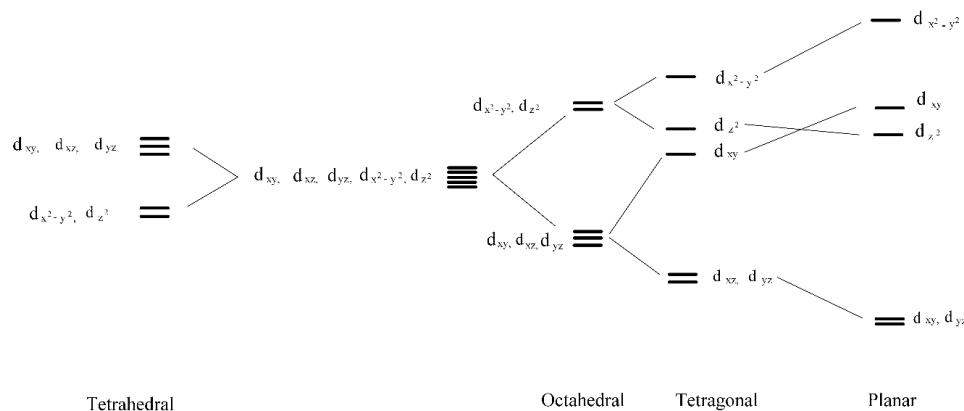 d x²-y²
d x²-y²
d x²-y², d z²
d xy
d z²
d z²
d xy, d xz, d yz
d xy
d xy, d xz, d yz, d x²-y², d z²
d x²-y², d z²
d xy, d xz, d yz
d xz, d yz
d xy, d yz
Tetrahedral
Octahedral
Tetragonal
Planar